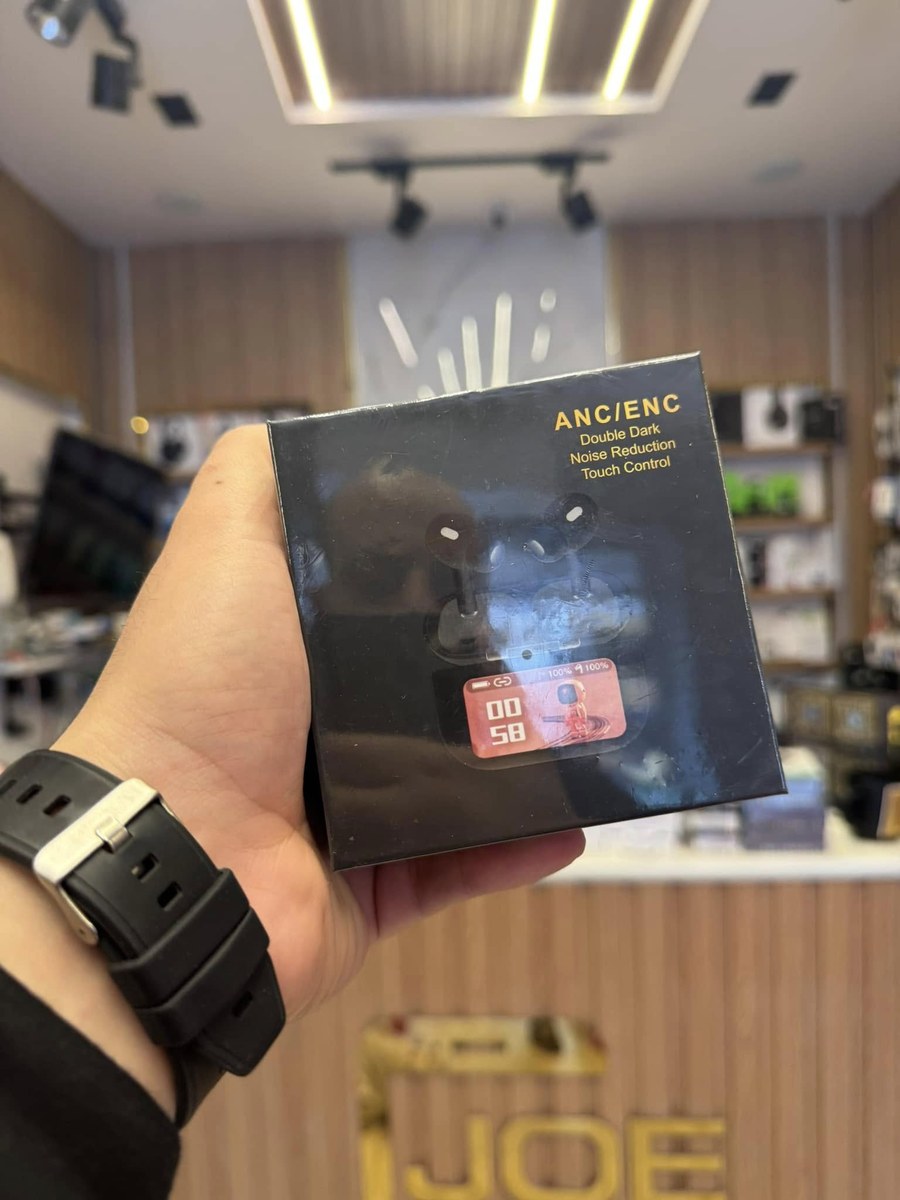 ANC/ENC
Double Dark
Noise Reduction
Touch Control
100% 100%
00
58
JOE